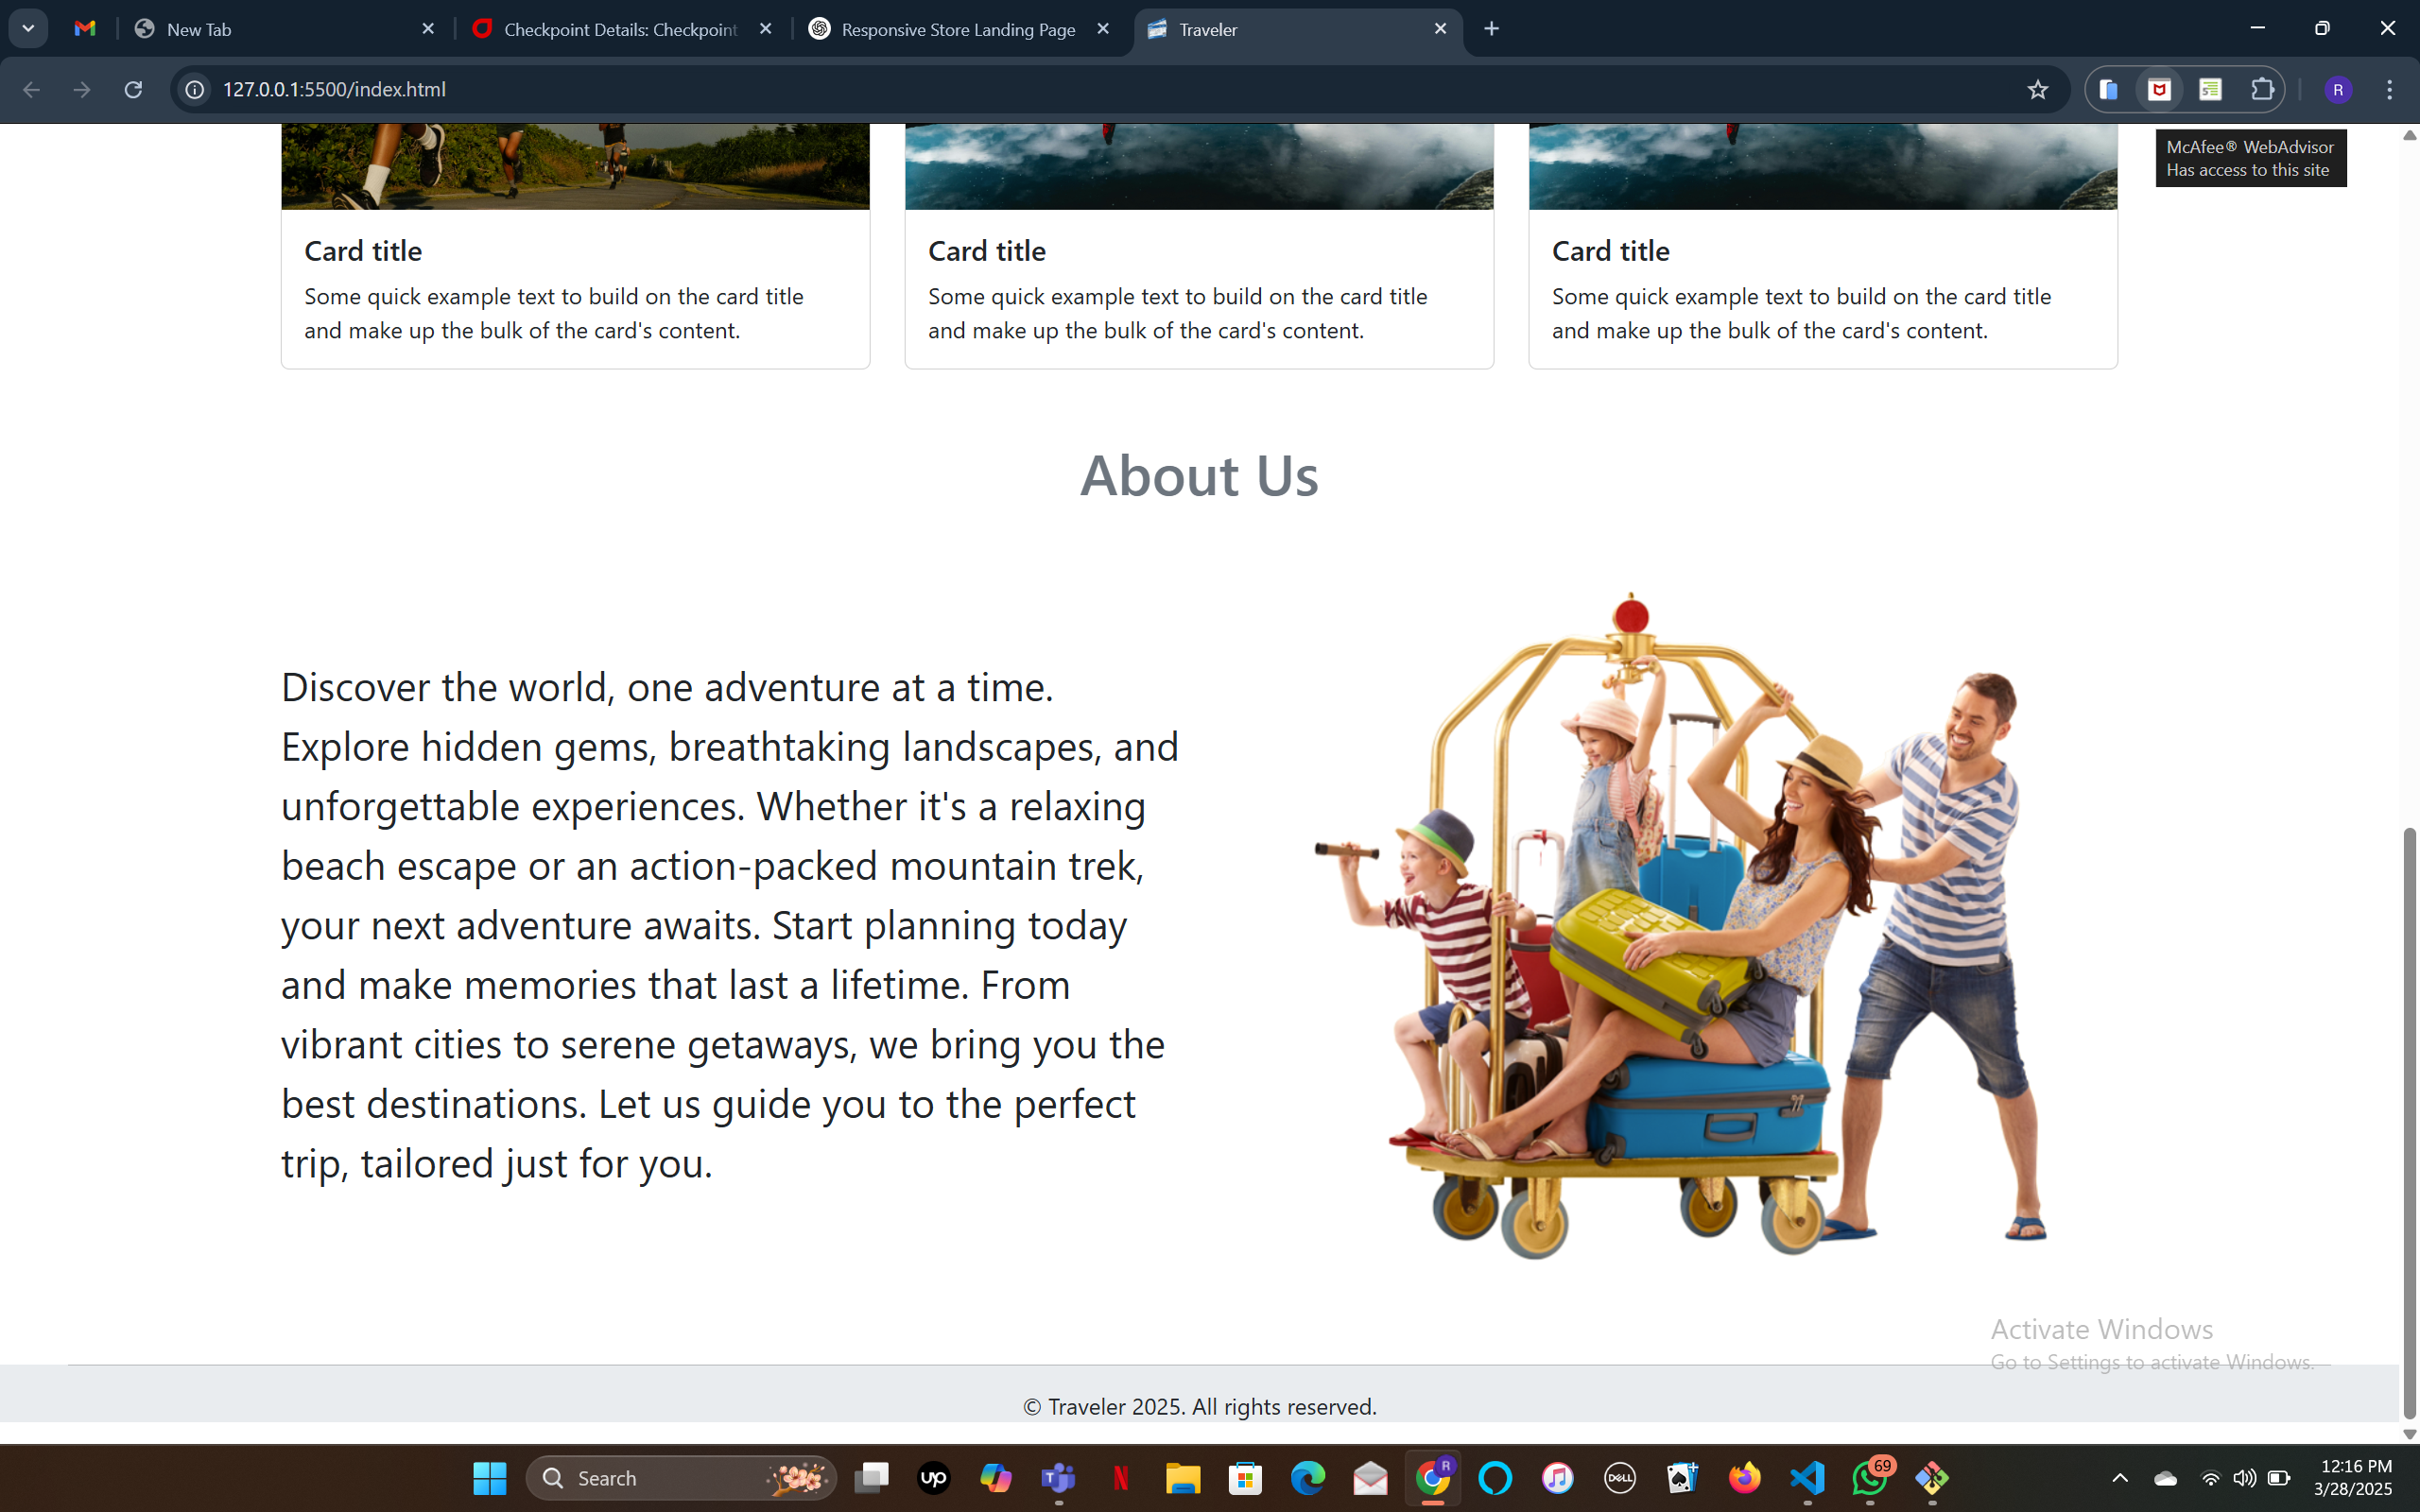 New Tab
Checkpoint Details: Checkpoint
Responsive Store Landing Page
Traveler
127.0.0.1:5500/index.html
R
McAfee® WebAdvisor
Has access to this site
Card title
Some quick example text to build on the card title
and make up the bulk of the card's content.
Card title
Some quick example text to build on the card title
and make up the bulk of the card's content.
Card title
Some quick example text to build on the card title
and make up the bulk of the card's content.
About Us
Discover the world, one adventure at a time.
Explore hidden gems, breathtaking landscapes, and
unforgettable experiences. Whether it's a relaxing
beach escape or an action-packed mountain trek,
your next adventure awaits. Start planning today
and make memories that last a lifetime. From
vibrant cities to serene getaways, we bring you the
best destinations. Let us guide you to the perfect
trip, tailored just for you.
Activate Windows
Go to Settings to activate Windows.
© Traveler 2025. All rights reserved.
Search
up
T
N
R
DELL
69
12:16 PM
3/28/2025